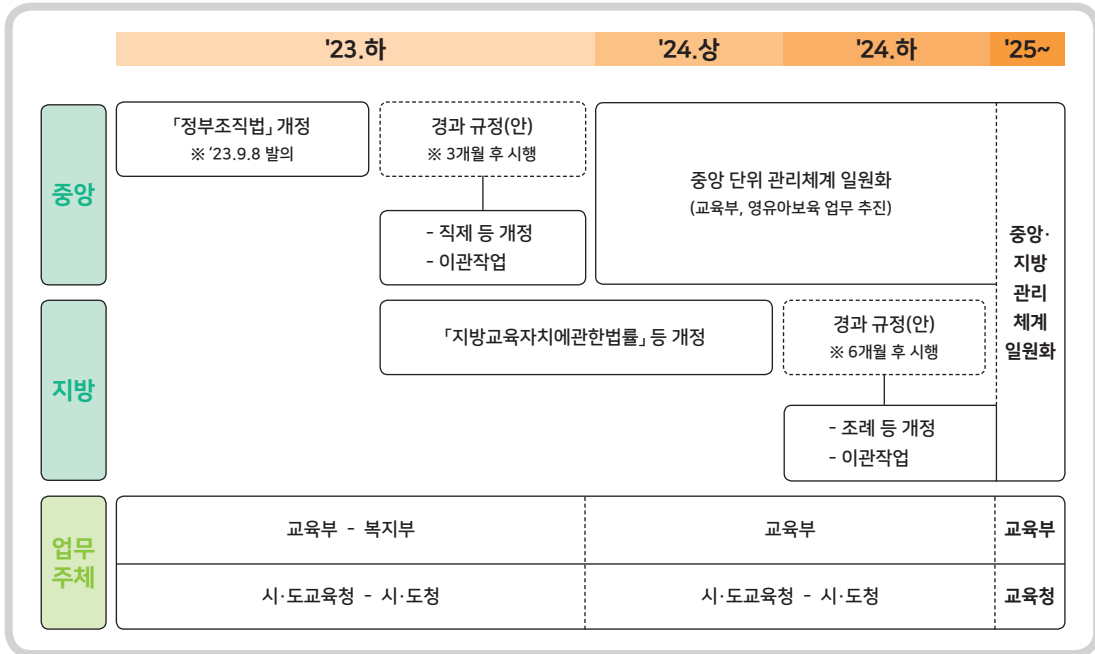 '23.하 '24.상 '24.하 '25~
중앙
「정부조직법」 개정
※ '23.9.8 발의
경과 규정(안)
※ 3개월 후 시행
- 직제 등 개정
- 이관작업
중앙 단위 관리체계 일원화
(교육부, 영유아보육 업무 추진)
중앙·
지방
관리
체계
일원화
지방
「지방교육자치에관한법률」 등 개정
경과 규정(안)
※ 6개월 후 시행
- 조례 등 개정
- 이관작업
업무
주체
교육부 - 복지부 교육부 교육부
시·도교육청 - 시·도청 시·도교육청 - 시·도청 교육청